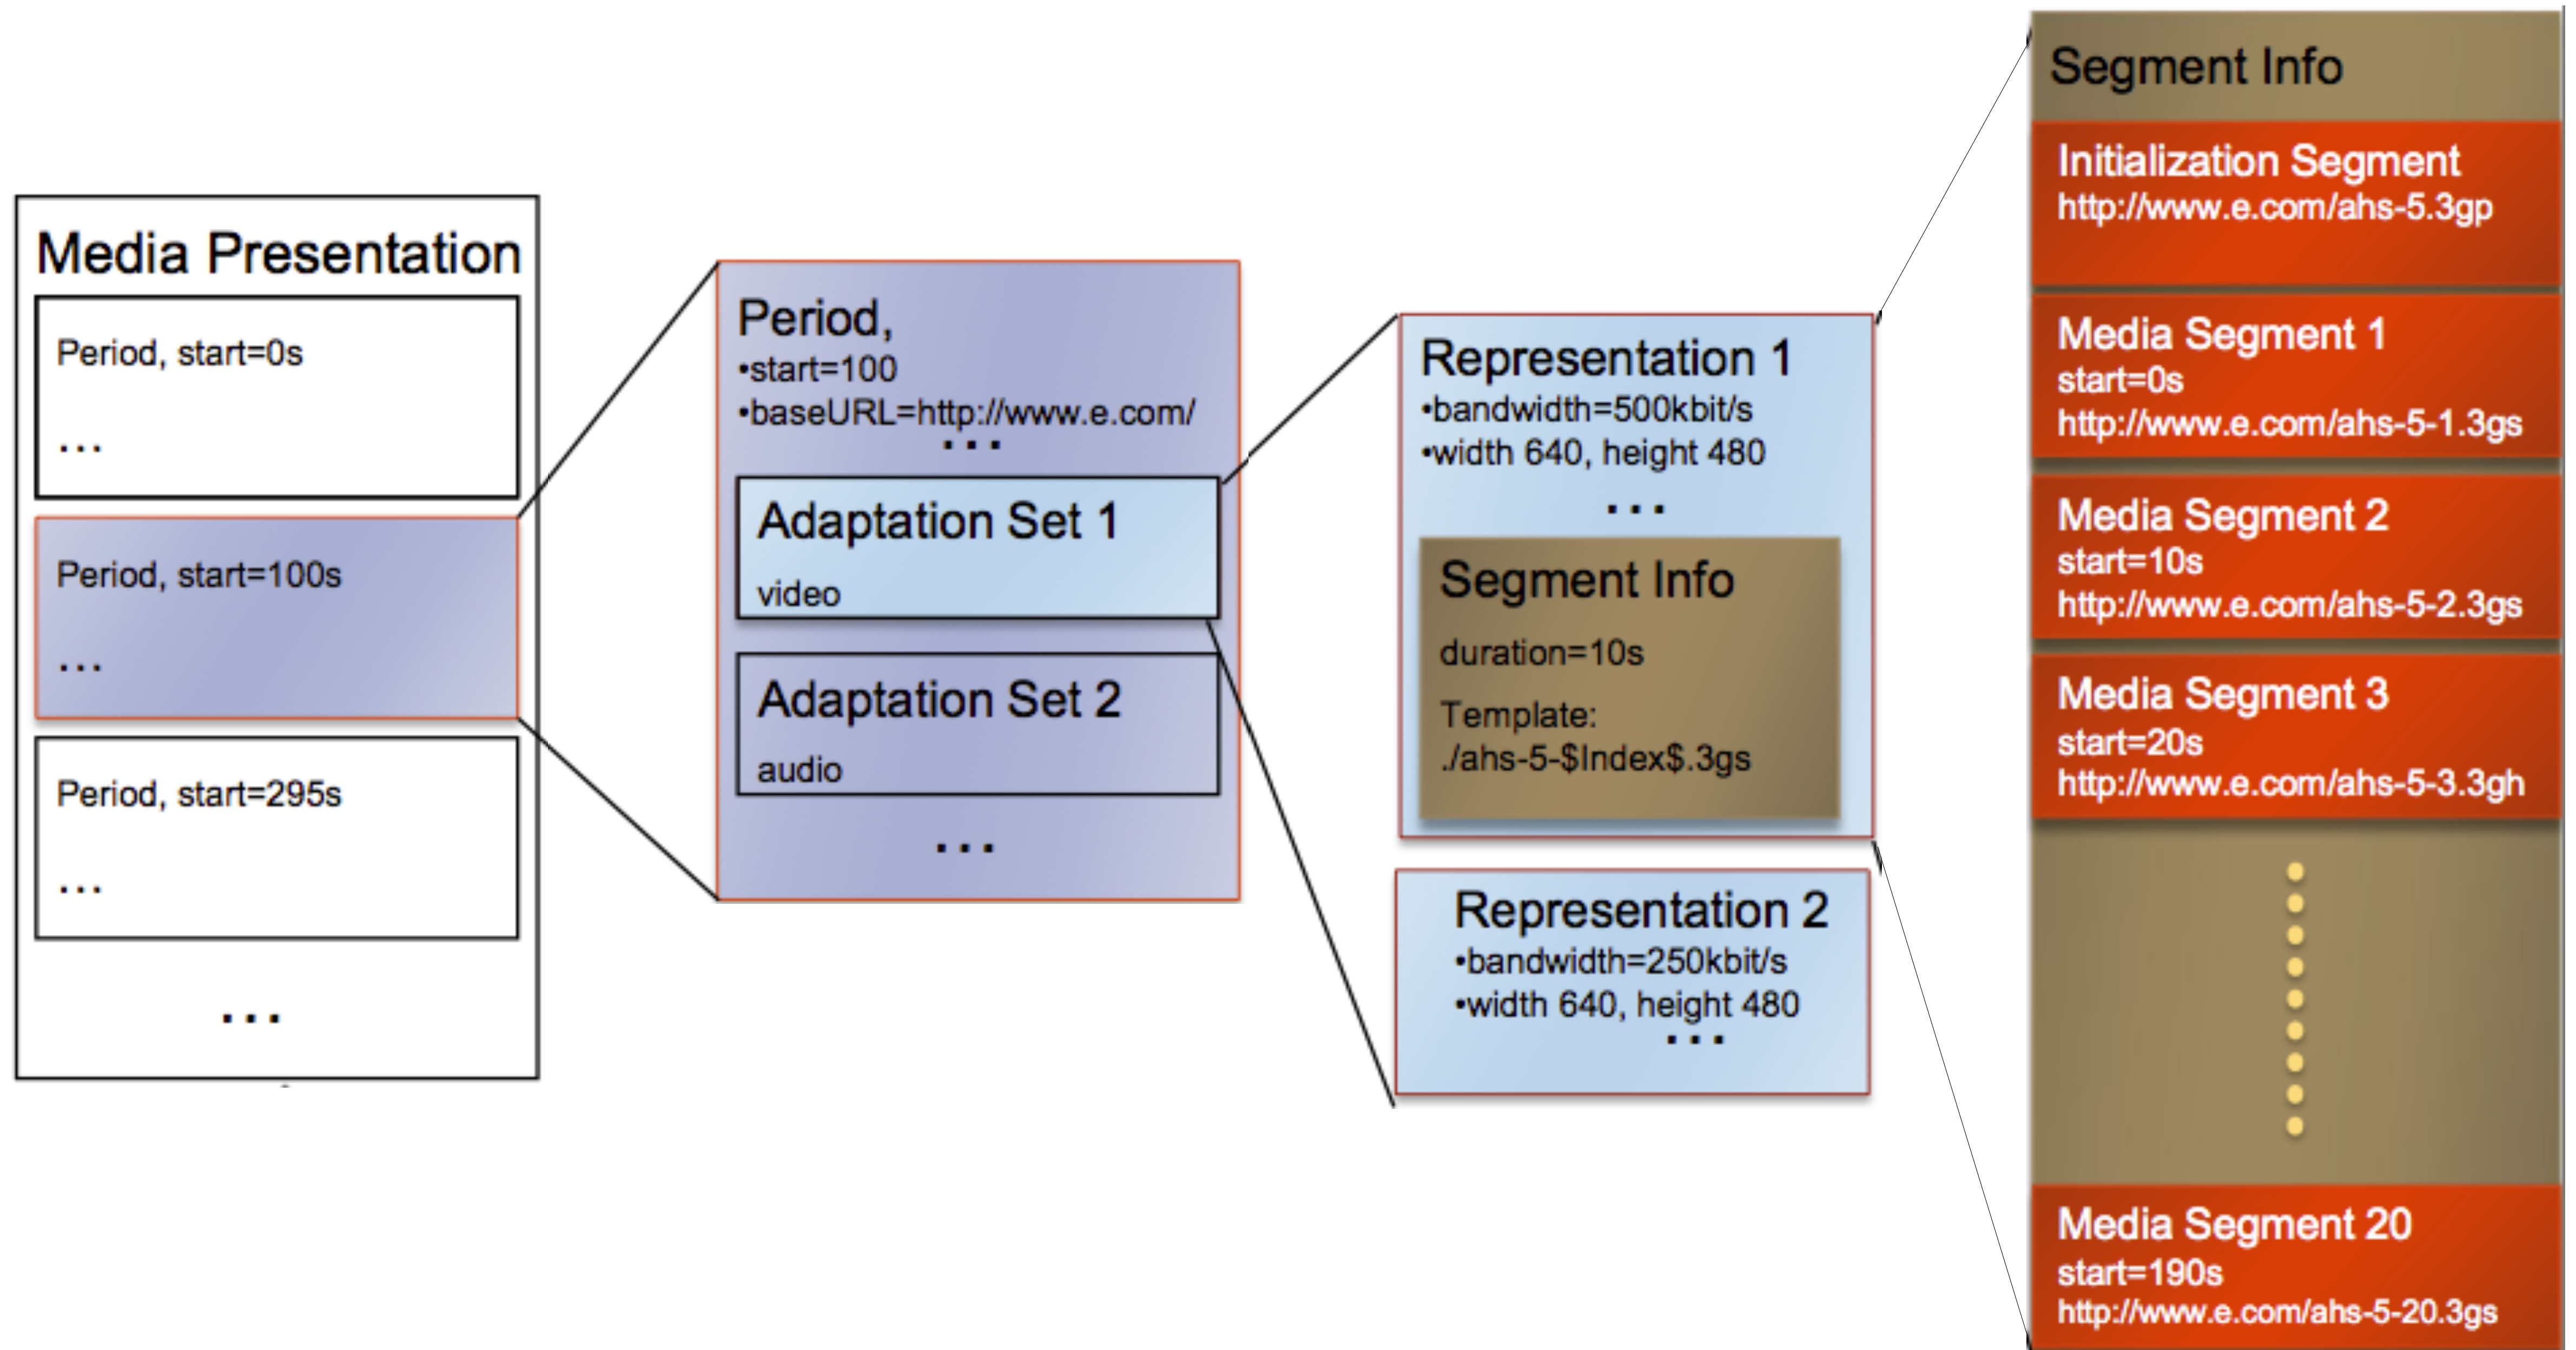 Media Presentation
Period, start=0s
...
Period, start=100s
...
Period, start=295s
...
...
Period,
•start=100
•baseURL=http://www.e.com/
...
Adaptation Set 1
video
Adaptation Set 2
audio
...
Representation 1
•bandwidth=500kbit/s
•width 640, height 480
...
Segment Info
duration=10s
Template:
./ahs-5-$Index$.3gs
Representation 2
•bandwidth=250kbit/s
•width 640, height 480
...
Segment Info
Initialization Segment
http://www.e.com/ahs-5.3gp
Media Segment 1
start=0s
http://www.e.com/ahs-5-1.3gs
Media Segment 2
start=10s
http://www.e.com/ahs-5-2.3gs
Media Segment 3
start=20s
http://www.e.com/ahs-5-3.3gh
Media Segment 20
start=190s
http://www.e.com/ahs-5-20.3gs